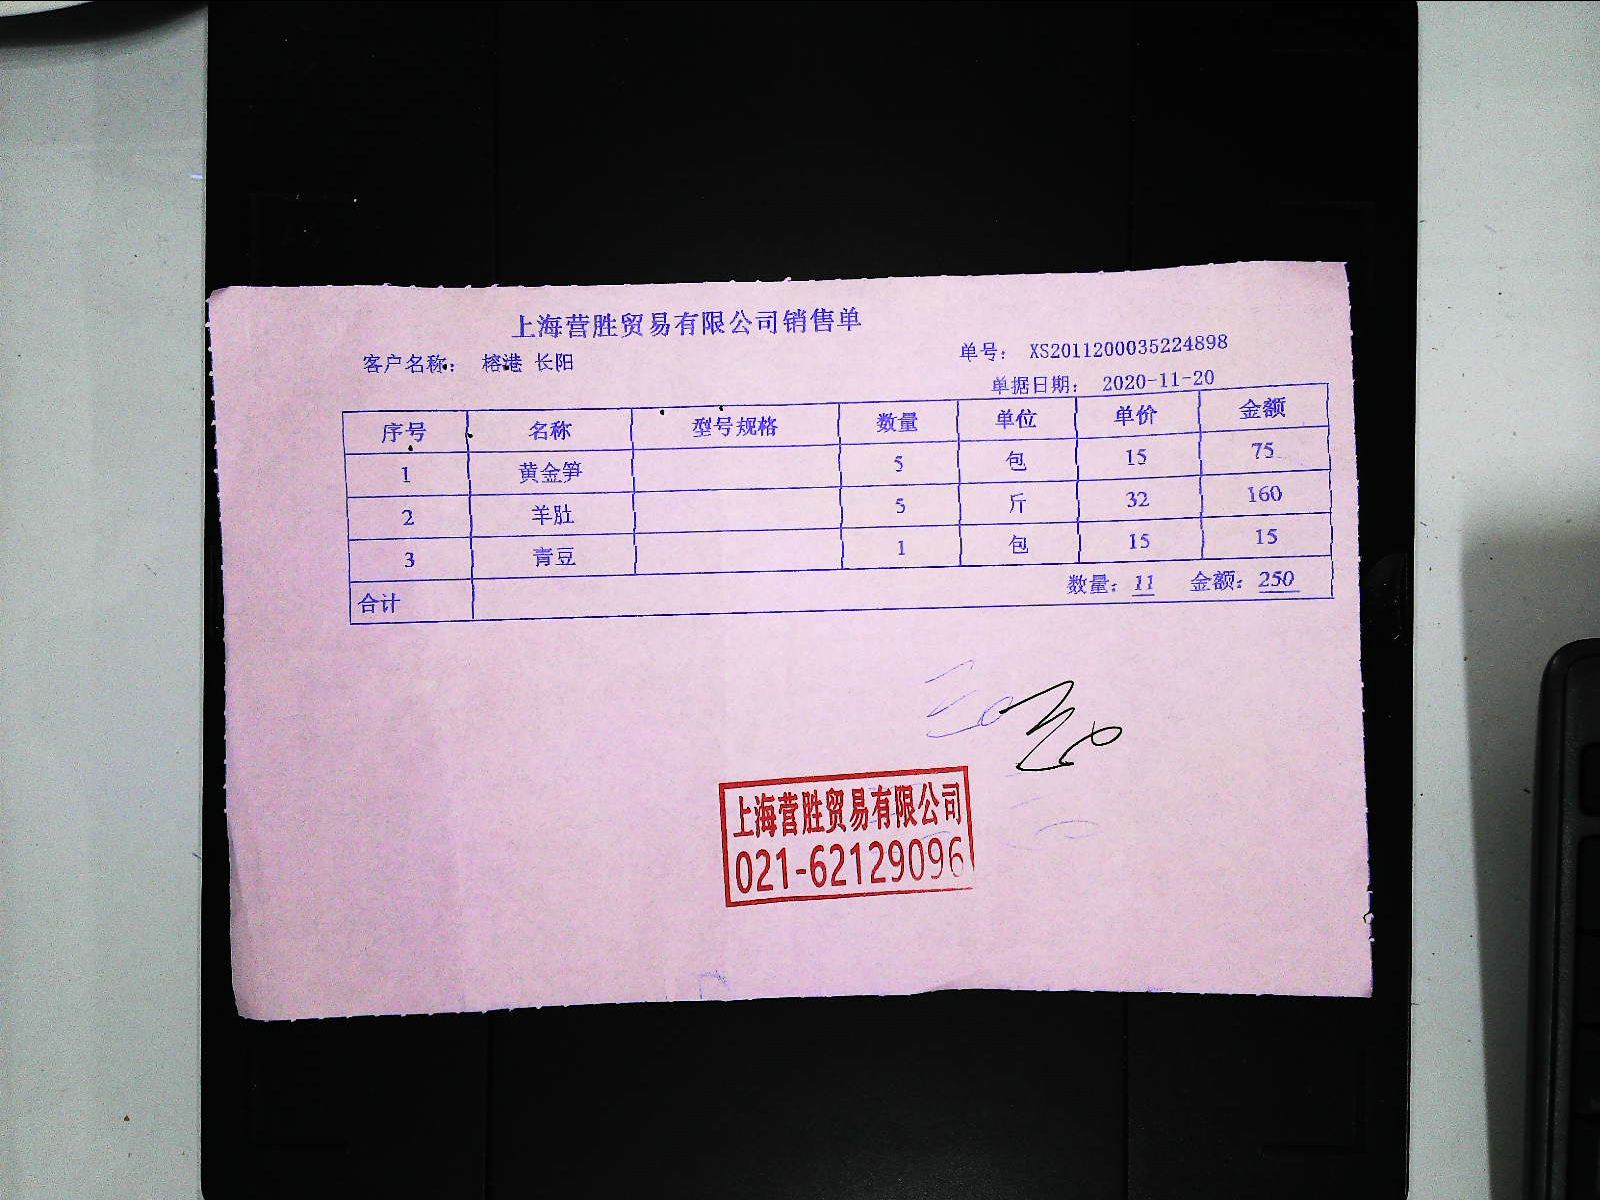 上海营胜贸易有限公司销售单
客户名称: 榕港 长阳 单号: XS2011200035224898
单据日期: 2020-11-20
序号 名称 型号规格 数量 单位 单价 金额
1 黄金笋 5 包 15 75
2 羊肚 5 斤 32 160
3 青豆 1 包 15 15
合计 数量: 11 金额: 250
上海营胜贸易有限公司
021-62129096